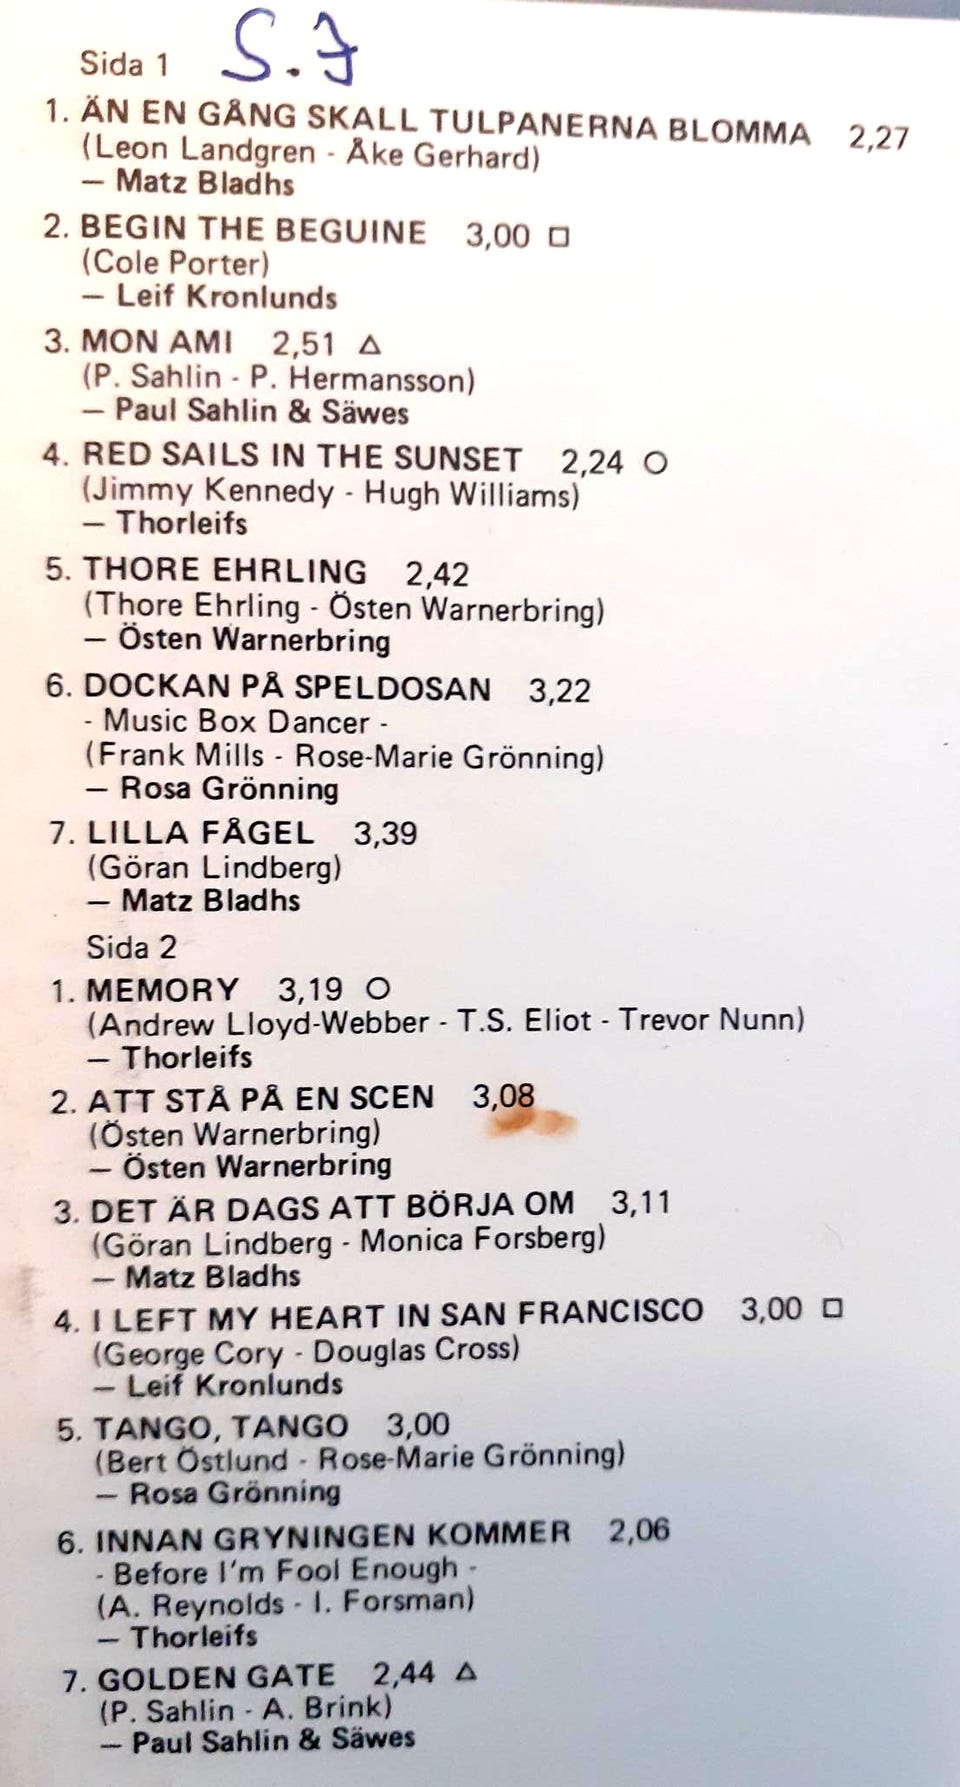 Sida 1 S.J
1. ÄN EN GÅNG SKALL TULPANERNA BLOMMA 2,27
(Leon Landgren - Åke Gerhard)
— Matz Bladhs
2. BEGIN THE BEGUINE 3,00 □
(Cole Porter)
— Leif Kronlunds
3. MON AMI 2,51 △
(P. Sahlin - P. Hermansson)
— Paul Sahlin & Säwes
4. RED SAILS IN THE SUNSET 2,24 ○
(Jimmy Kennedy - Hugh Williams)
— Thorleifs
5. THORE EHRLING 2,42
(Thore Ehrling - Östen Warnerbring)
— Östen Warnerbring
6. DOCKAN PÅ SPELDOSAN 3,22
- Music Box Dancer -
(Frank Mills - Rose-Marie Grönning)
— Rosa Grönning
7. LILLA FÅGEL 3,39
(Göran Lindberg)
— Matz Bladhs
Sida 2
1. MEMORY 3,19 ○
(Andrew Lloyd-Webber - T.S. Eliot - Trevor Nunn)
— Thorleifs
2. ATT STÅ PÅ EN SCEN 3,08
(Östen Warnerbring)
— Östen Warnerbring
3. DET ÄR DAGS ATT BÖRJA OM 3,11
(Göran Lindberg - Monica Forsberg)
— Matz Bladhs
4. I LEFT MY HEART IN SAN FRANCISCO 3,00 □
(George Cory - Douglas Cross)
— Leif Kronlunds
5. TANGO, TANGO 3,00
(Bert Östlund - Rose-Marie Grönning)
— Rosa Grönning
6. INNAN GRYNINGEN KOMMER 2,06
- Before I'm Fool Enough -
(A. Reynolds - I. Forsman)
— Thorleifs
7. GOLDEN GATE 2,44 △
(P. Sahlin - A. Brink)
— Paul Sahlin & Säwes